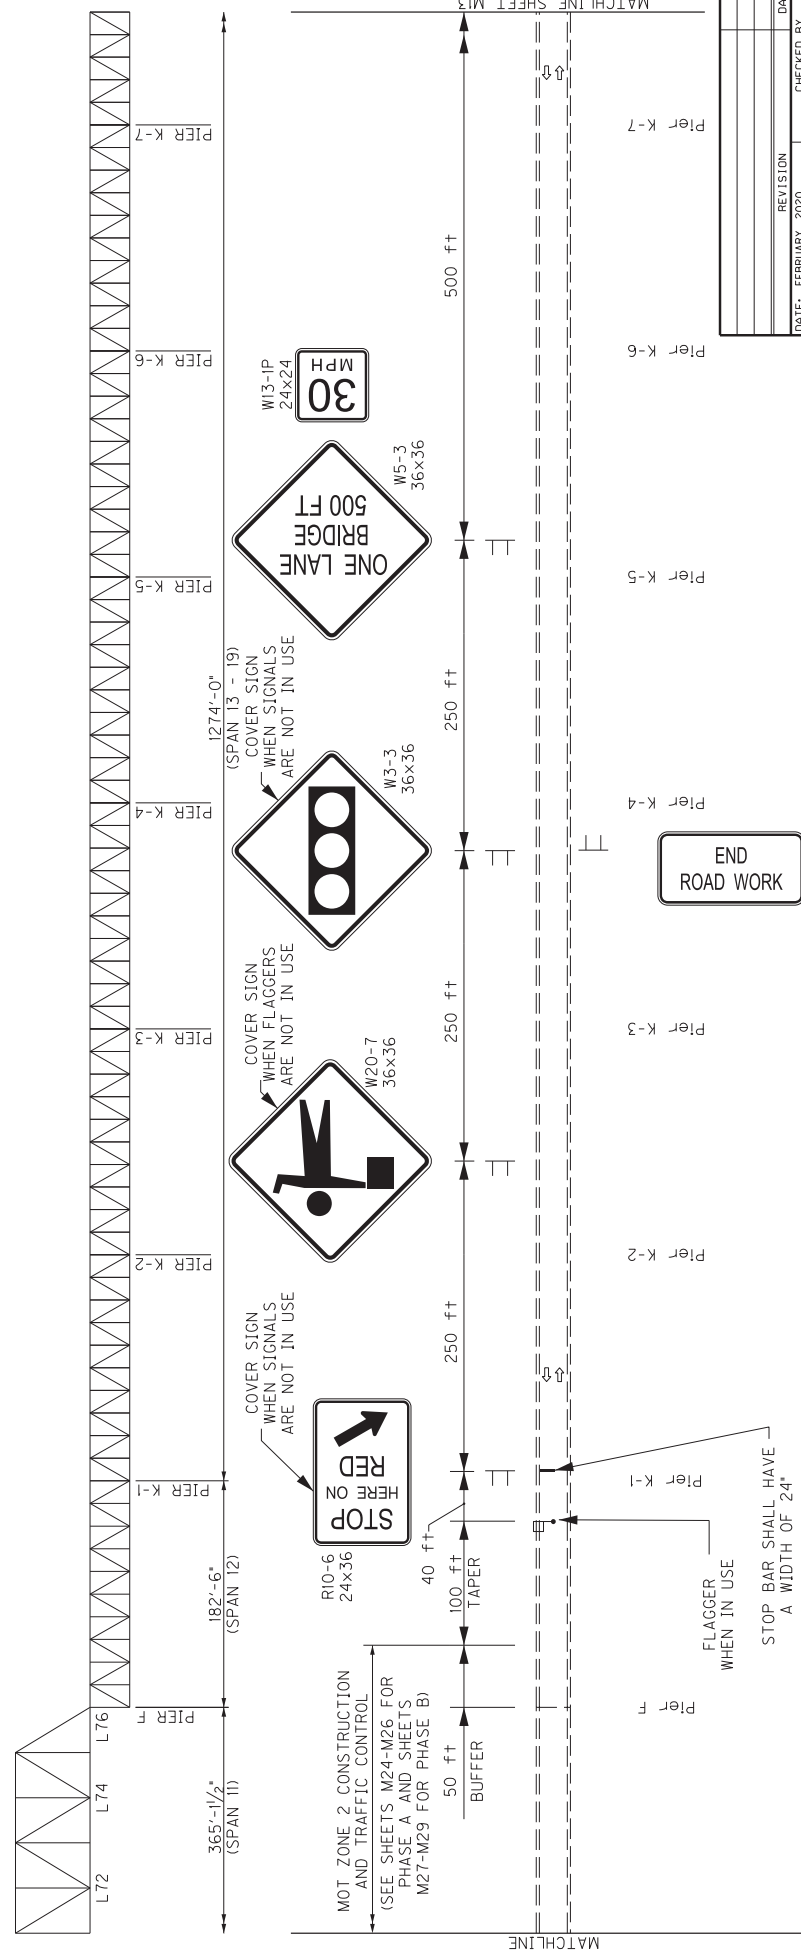 MATCHLINE SHEET M13
DA
CHECKED BY
REVISION
DATE: FEBRUARY 2020
PIER K-7
Pier K-7
500 ft
PIER K-6
Pier K-6
W13-1P
24x24
30
MPH
W5-3
36x36
ONE LANE
BRIDGE
500 FT
PIER K-5
Pier K-5
1274'-0"
(SPAN 13 - 19)
COVER SIGN
WHEN SIGNALS
ARE NOT IN USE
250 ft
W3-3
36x36
PIER K-4
Pier K-4
END
ROAD WORK
COVER SIGN
WHEN FLAGGERS
ARE NOT IN USE
250 ft
PIER K-3
Pier K-3
W20-7
36x36
PIER K-2
Pier K-2
COVER SIGN
WHEN SIGNALS
ARE NOT IN USE
250 ft
STOP
HERE ON
RED
R10-6
24x36
PIER K-1
Pier K-1
40 ft
100 ft
TAPER
182'-6"
(SPAN 12)
FLAGGER
WHEN IN USE
STOP BAR SHALL HAVE
A WIDTH OF 24"
PIER F
Pier F
L76
L74
L72
365'-1 1/2"
(SPAN 11)
MOT ZONE 2 CONSTRUCTION
AND TRAFFIC CONTROL
(SEE SHEETS M24-M26 FOR
PHASE A AND SHEETS
M27-M29 FOR PHASE B)
50 ft
BUFFER
MATCHLINE